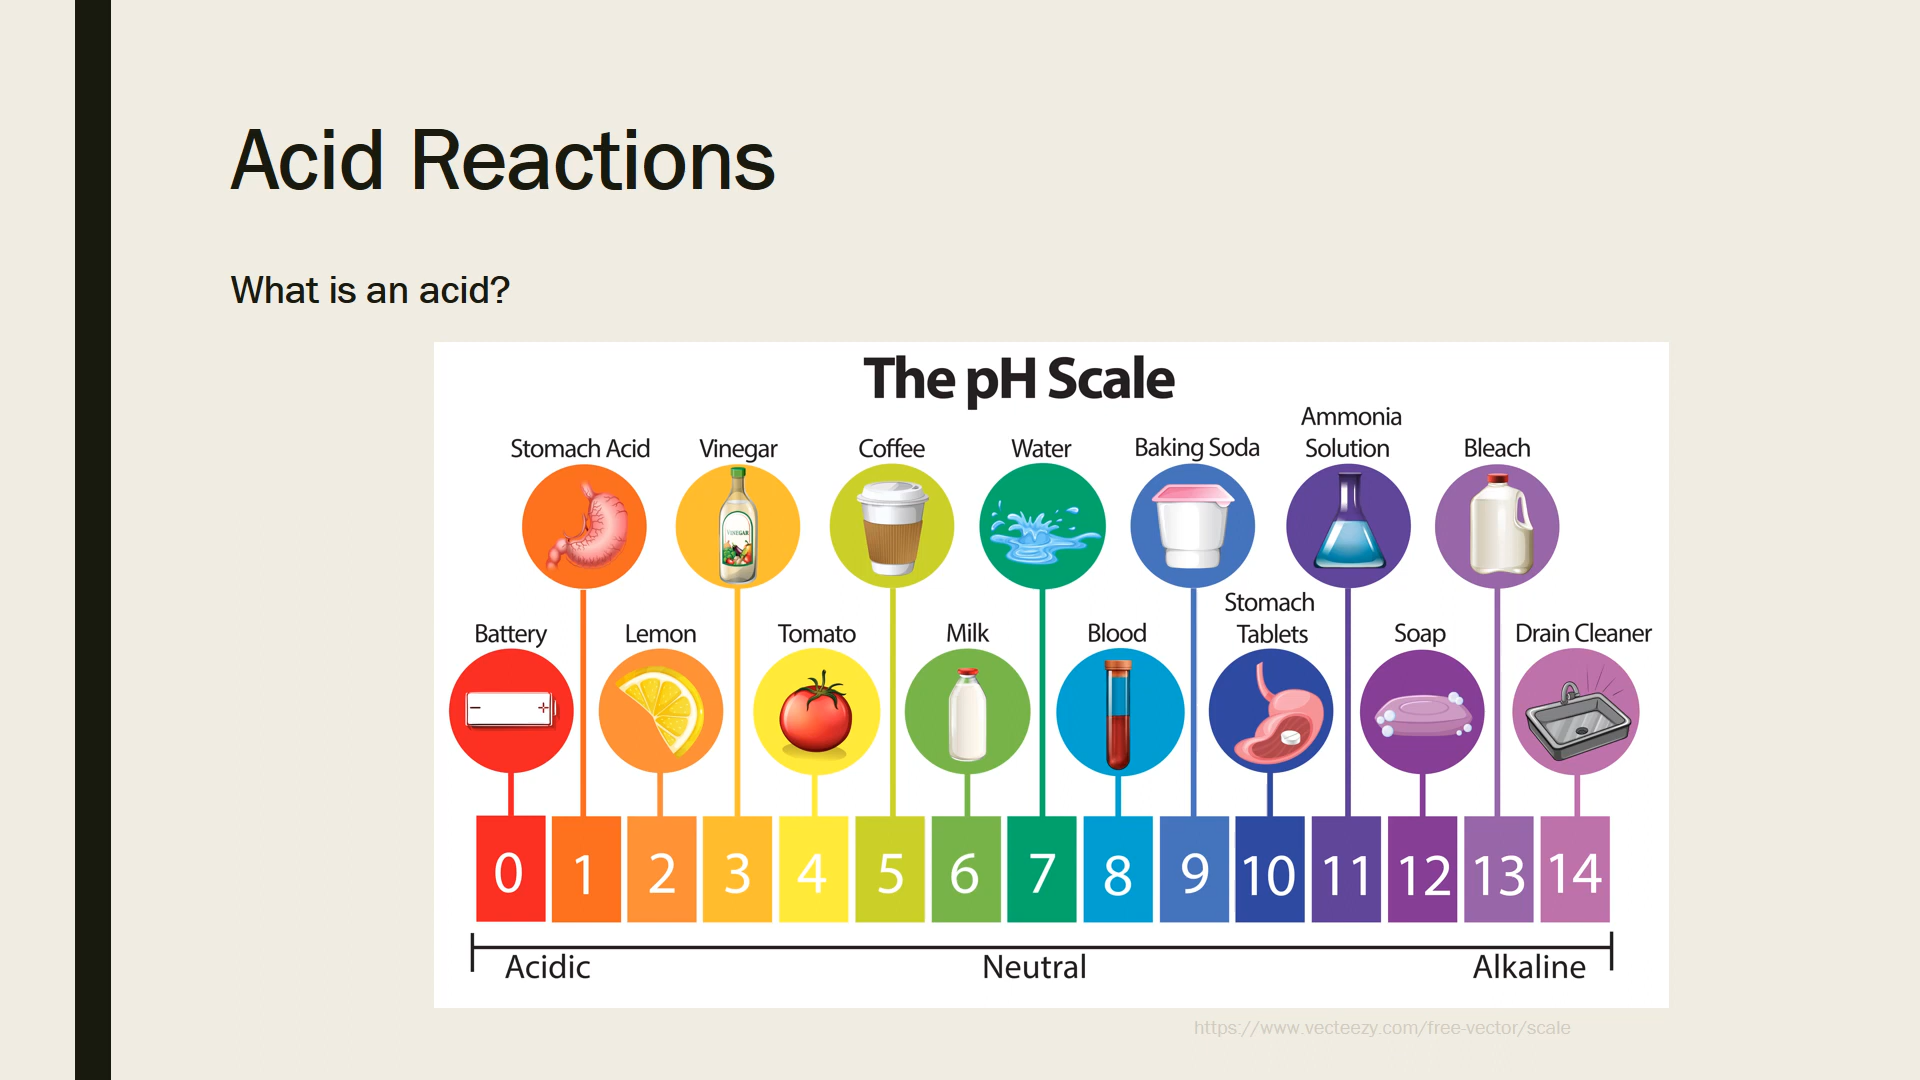 Acid Reactions
What is an acid?
The pH Scale
Stomach Acid
Vinegar
Coffee
Water
Baking Soda
Ammonia
Solution
Bleach
VINEGAR
Battery
Lemon
Tomato
Milk
Blood
Stomach
Tablets
Soap
Drain Cleaner
0 1 2 3 4 5 6 7 8 9 10 11 12 13 14
Acidic
Neutral
Alkaline
https://www.vecteezy.com/free-vector/scale